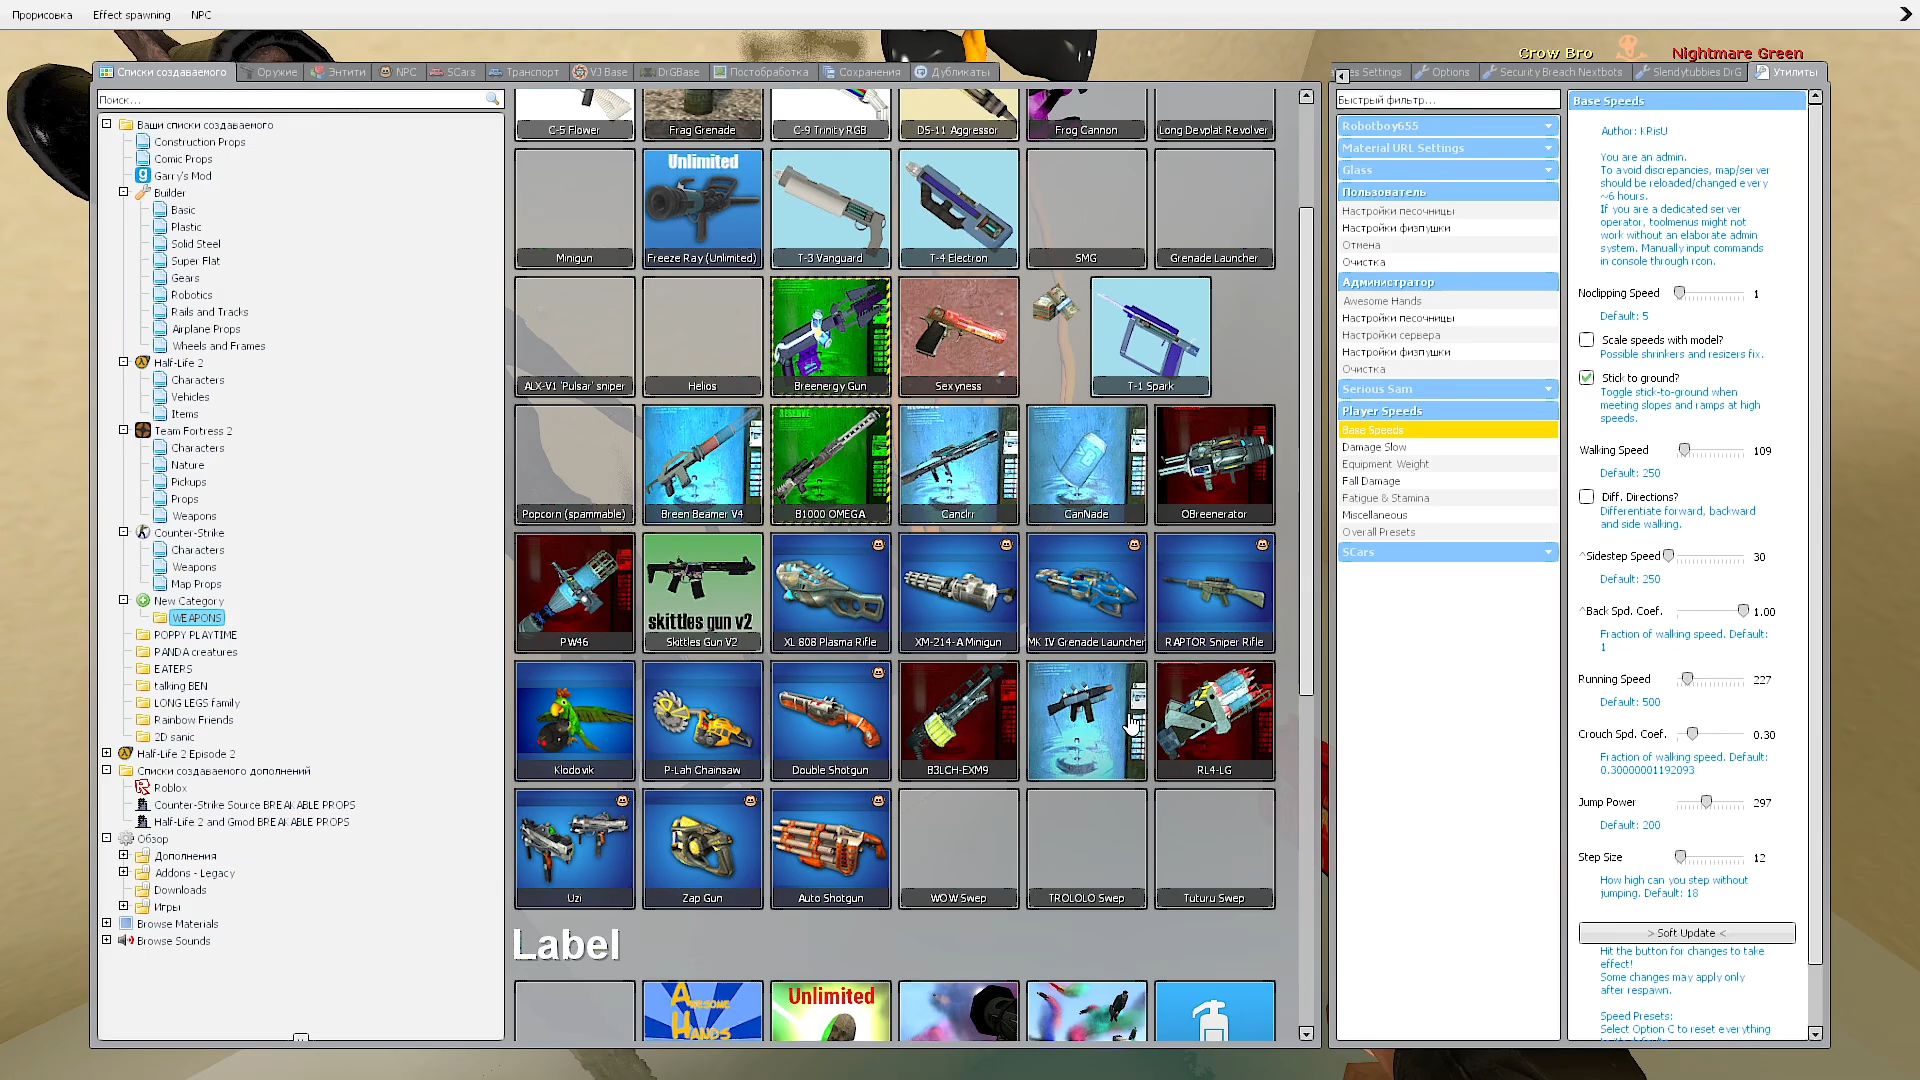 Прорисовка Effect spawning NPC
Crow Bro
Nightmare Green
Списки создаваемого Оружие Энтити NPC SCars Транспорт VJ Base DrGBase Постобработка Сохранения Дубликаты
Settings Options Security Breach Nextbots Slendytubbies DrG Утилиты
Поиск...
Ваши списки создаваемого
Construction Props
Comic Props
Garry's Mod
Builder
Basic
Plastic
Solid Steel
Super Flat
Gears
Robotics
Rails and Tracks
Airplane Props
Wheels and Frames
Half-Life 2
Characters
Vehicles
Items
Team Fortress 2
Characters
Nature
Pickups
Props
Weapons
Counter-Strike
Characters
Weapons
Map Props
New Category
WEAPONS
POPPY PLAYTIME
PANDA creatures
EATERS
talking BEN
LONG LEGS family
Rainbow Friends
2D sanic
Half-Life 2 Episode 2
Списки создаваемого дополнений
Roblox
Counter-Strike Source BREAKABLE PROPS
Half-Life 2 and Gmod BREAKABLE PROPS
Обзор
Дополнения
Addons - Legacy
Downloads
Игры
Browse Materials
Browse Sounds
C-5 Flower Frag Grenade C-9 Trinity RGB DS-11 Aggressor Frog Cannon Long Devplat Revolver
Unlimited
Minigun Freeze Ray (Unlimited) T-3 Vanguard T-4 Electron SMG Grenade Launcher
ALX-V1 'Pulsar' sniper Helios Breenergy Gun Sexyness T-1 Spark
Popcorn (spammable) Breen Beamer V4 B1000 OMEGA Canclrr CanNade OBreenerator
skittles gun v2
PW46 Skittles Gun V2 XL 808 Plasma Rifle XM-214-A Minigun MK IV Grenade Launcher RAPTOR Sniper Rifle
Klodovik P-Lah Chainsaw Double Shotgun B3LCH-EXM9 RL4-LG
Uzi Zap Gun Auto Shotgun WOW Swep TROLOLO Swep Tuturu Swep
Label
AWESOME HANDS
Unlimited
Быстрый фильтр...
Robotboy655
Material URL Settings
Glass
Пользователь
Настройки песочницы
Настройки физпушки
Отмена
Очистка
Администратор
Awesome Hands
Настройки песочницы
Настройки сервера
Настройки физпушки
Очистка
Serious Sam
Player Speeds
Base Speeds
Damage Slow
Equipment Weight
Fall Damage
Fatigue & Stamina
Miscellaneous
Overall Presets
SCars
Base Speeds
Author: KRisU
You are an admin.
To avoid discrepancies, map/server
should be reloaded/changed every
~6 hours.
If you are a dedicated server
operator, toolmenus might not
work without an elaborate admin
system. Manually input commands
in console through rcon.
Noclipping Speed 1
Default: 5
Scale speeds with model?
Possible shrinkers and resizers fix.
Stick to ground?
Toggle stick-to-ground when
meeting slopes and ramps at high
speeds.
Walking Speed 109
Default: 250
Diff. Directions?
Differentiate forward, backward
and side walking.
^Sidestep Speed 30
Default: 250
^Back Spd. Coef. 1.00
Fraction of walking speed. Default:
1
Running Speed 227
Default: 500
Crouch Spd. Coef. 0.30
Fraction of walking speed. Default:
0.30000001192093
Jump Power 297
Default: 200
Step Size 12
How high can you step without
jumping. Default: 18
> Soft Update <
Hit the button for changes to take
effect!
Some changes may apply only
after respawn.
Speed Presets:
Select Option C to reset everything